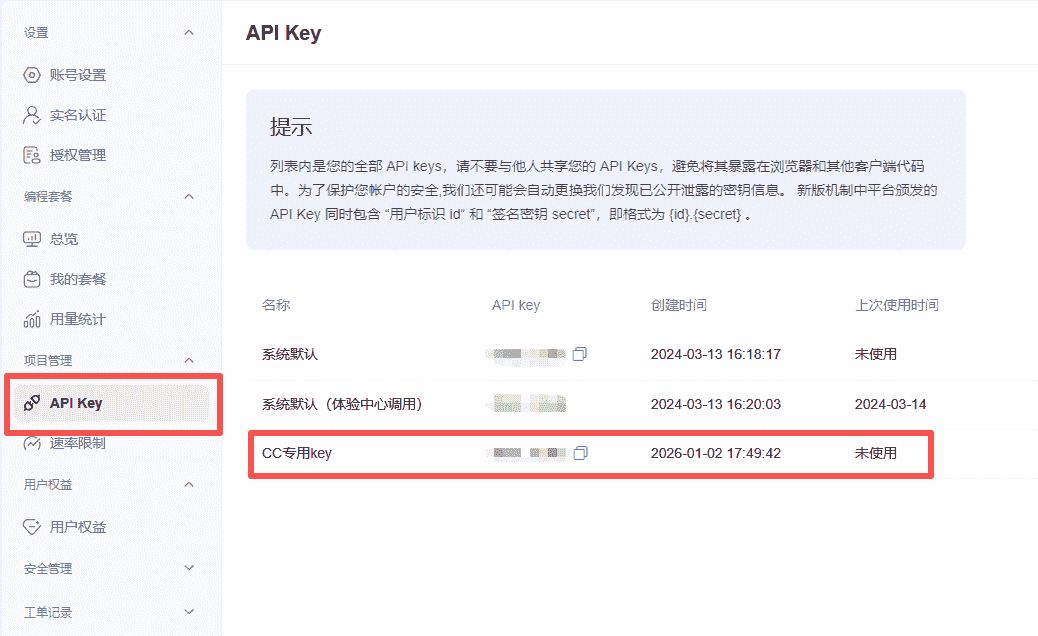 设置
账号设置
实名认证
授权管理
编程套餐
总览
我的套餐
用量统计
项目管理
API Key
速率限制
用户权益
用户权益
安全管理
工单记录
API Key
提示
列表内是您的全部 API keys，请不要与他人共享您的 API Keys，避免将其暴露在浏览器和其他客户端代码
中。为了保护您帐户的安全,我们还可能会自动更换我们发现已公开泄露的密钥信息。 新版机制中平台颁发的
API Key 同时包含 “用户标识 id” 和 “签名密钥 secret”，即格式为 {id}.{secret} 。
名称 API key 创建时间 上次使用时间
系统默认 2024-03-13 16:18:17 未使用
系统默认（体验中心调用） 2024-03-13 16:20:03 2024-03-14
CC专用key 2026-01-02 17:49:42 未使用